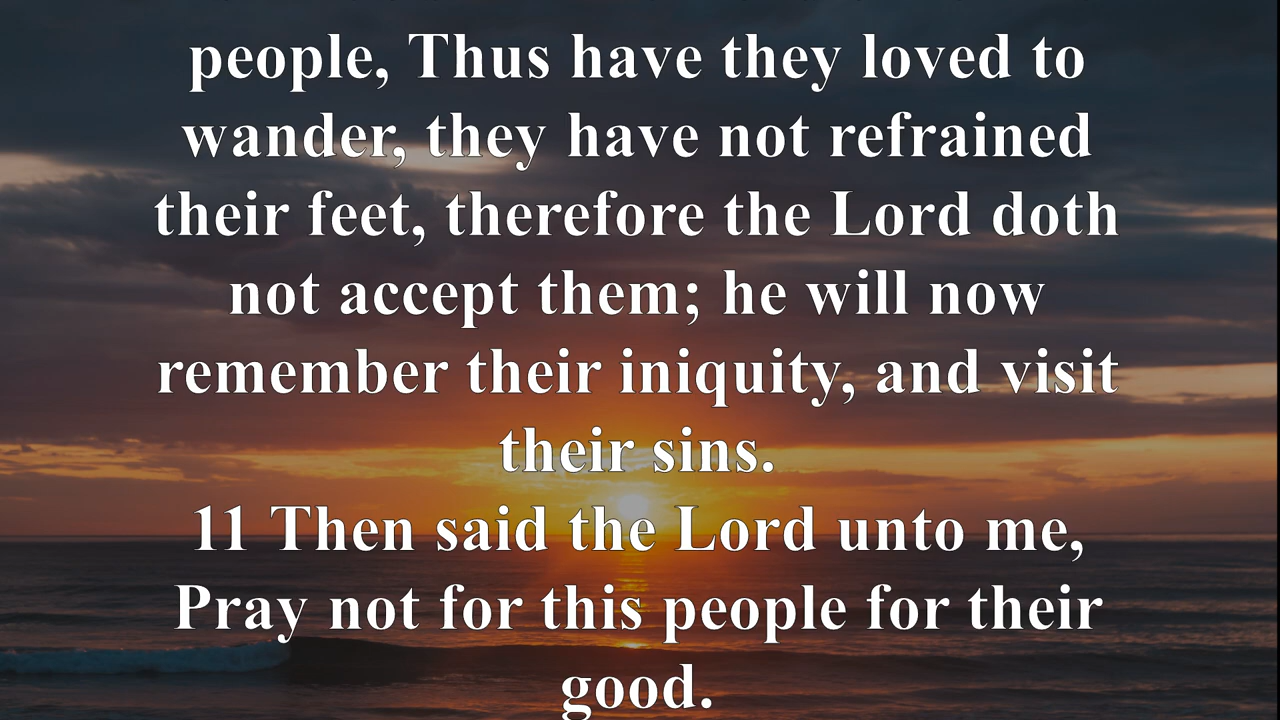 people, Thus have they loved to
wander, they have not refrained
their feet, therefore the Lord doth
not accept them; he will now
remember their iniquity, and visit
their sins.
11 Then said the Lord unto me,
Pray not for this people for their
good.